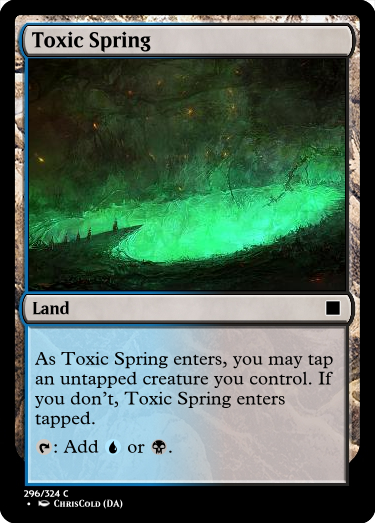 Toxic Spring
Land
As Toxic Spring enters, you may tap
an untapped creature you control. If
you don't, Toxic Spring enters
tapped.
: Add or .
296/324 C
• ChrisCold (DA)